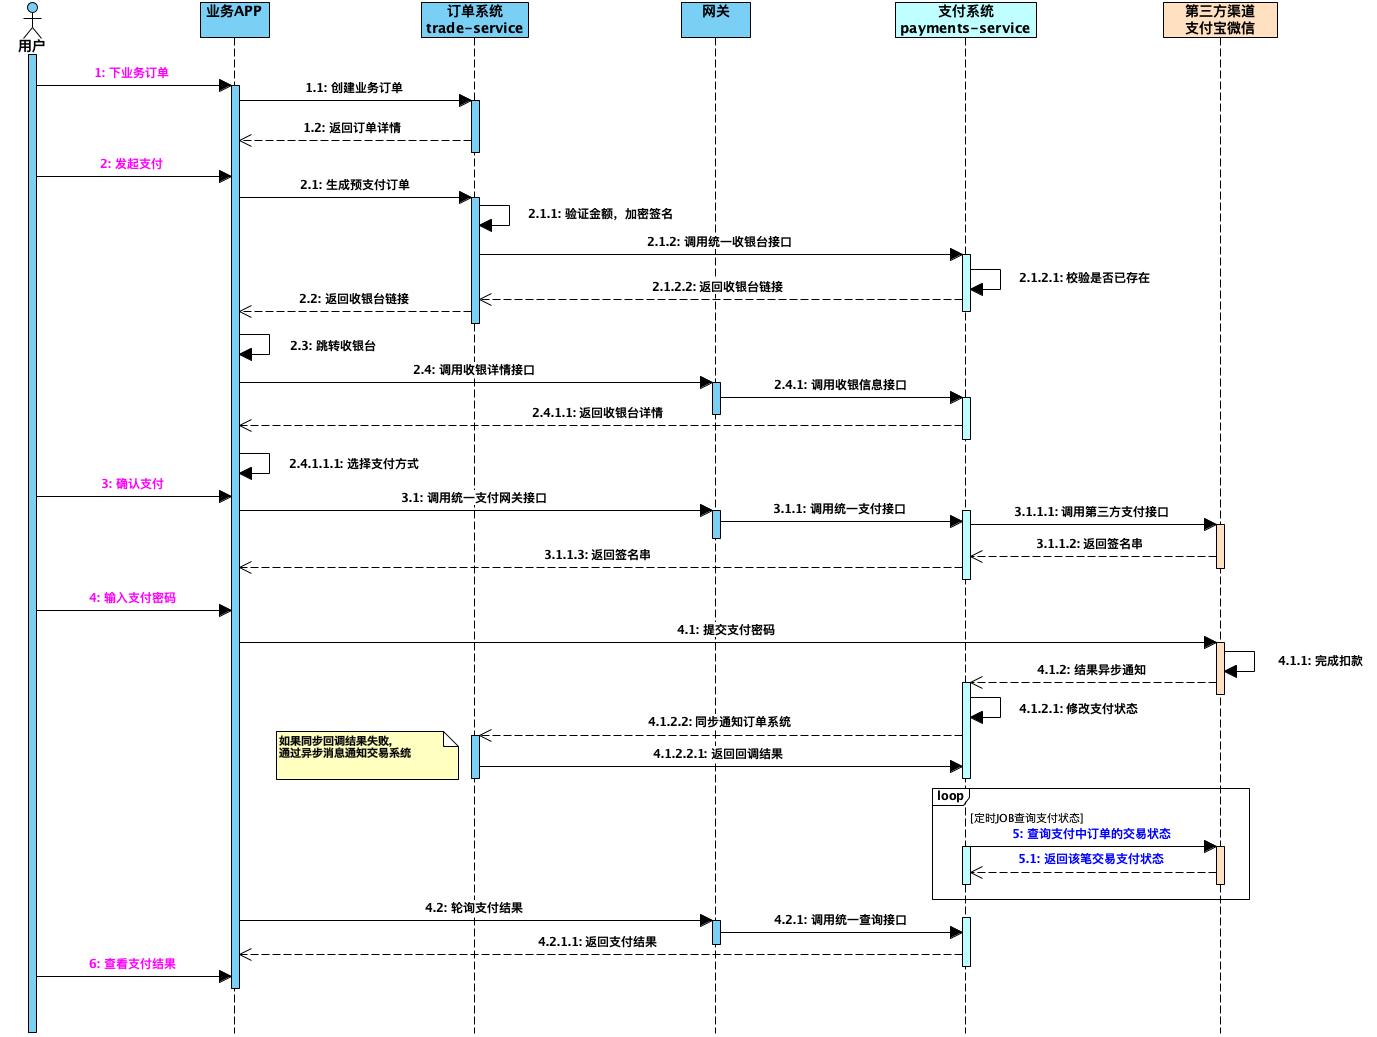 用户
业务APP
订单系统
trade-service
网关
支付系统
payments-service
第三方渠道
支付宝微信
1: 下业务订单
1.1: 创建业务订单
1.2: 返回订单详情
2: 发起支付
2.1: 生成预支付订单
2.1.1: 验证金额，加密签名
2.1.2: 调用统一收银台接口
2.1.2.1: 校验是否已存在
2.1.2.2: 返回收银台链接
2.2: 返回收银台链接
2.3: 跳转收银台
2.4: 调用收银详情接口
2.4.1: 调用收银信息接口
2.4.1.1: 返回收银台详情
2.4.1.1.1: 选择支付方式
3: 确认支付
3.1: 调用统一支付网关接口
3.1.1: 调用统一支付接口
3.1.1.1: 调用第三方支付接口
3.1.1.2: 返回签名串
3.1.1.3: 返回签名串
4: 输入支付密码
4.1: 提交支付密码
4.1.1: 完成扣款
4.1.2: 结果异步通知
4.1.2.1: 修改支付状态
4.1.2.2: 同步通知订单系统
如果同步回调结果失败，
通过异步消息通知交易系统
4.1.2.2.1: 返回回调结果
loop
[定时JOB查询支付状态]
5: 查询支付中订单的交易状态
5.1: 返回该笔交易支付状态
4.2: 轮询支付结果
4.2.1: 调用统一查询接口
4.2.1.1: 返回支付结果
6: 查看支付结果